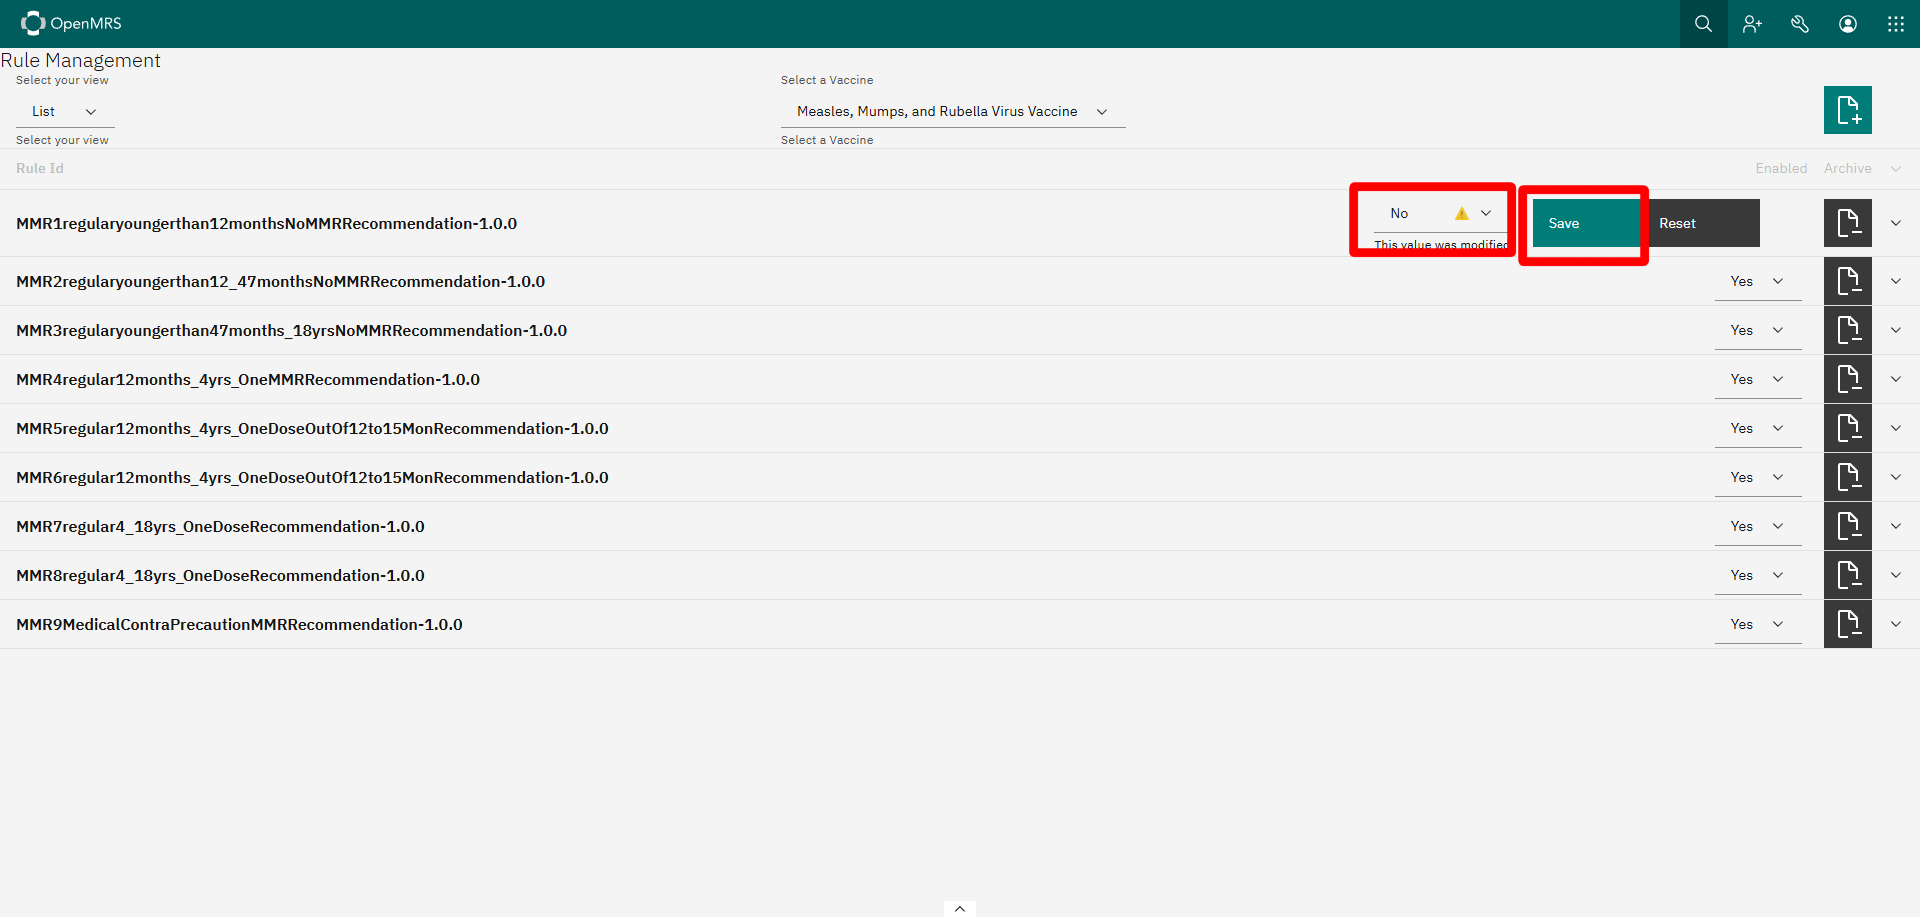 OpenMRS
Rule Management
Select your view
Select a Vaccine
List
Measles, Mumps, and Rubella Virus Vaccine
Select your view
Select a Vaccine
Rule Id
Enabled
Archive
MMR1regularyoungerthan12monthsNoMMRRecommendation-1.0.0
No
This value was modified
Save
Reset
MMR2regularyoungerthan12_47monthsNoMMRRecommendation-1.0.0
Yes
MMR3regularyoungerthan47months_18yrsNoMMRRecommendation-1.0.0
Yes
MMR4regular12months_4yrs_OneMMRRecommendation-1.0.0
Yes
MMR5regular12months_4yrs_OneDoseOutOf12to15MonRecommendation-1.0.0
Yes
MMR6regular12months_4yrs_OneDoseOutOf12to15MonRecommendation-1.0.0
Yes
MMR7regular4_18yrs_OneDoseRecommendation-1.0.0
Yes
MMR8regular4_18yrs_OneDoseRecommendation-1.0.0
Yes
MMR9MedicalContraPrecautionMMRRecommendation-1.0.0
Yes